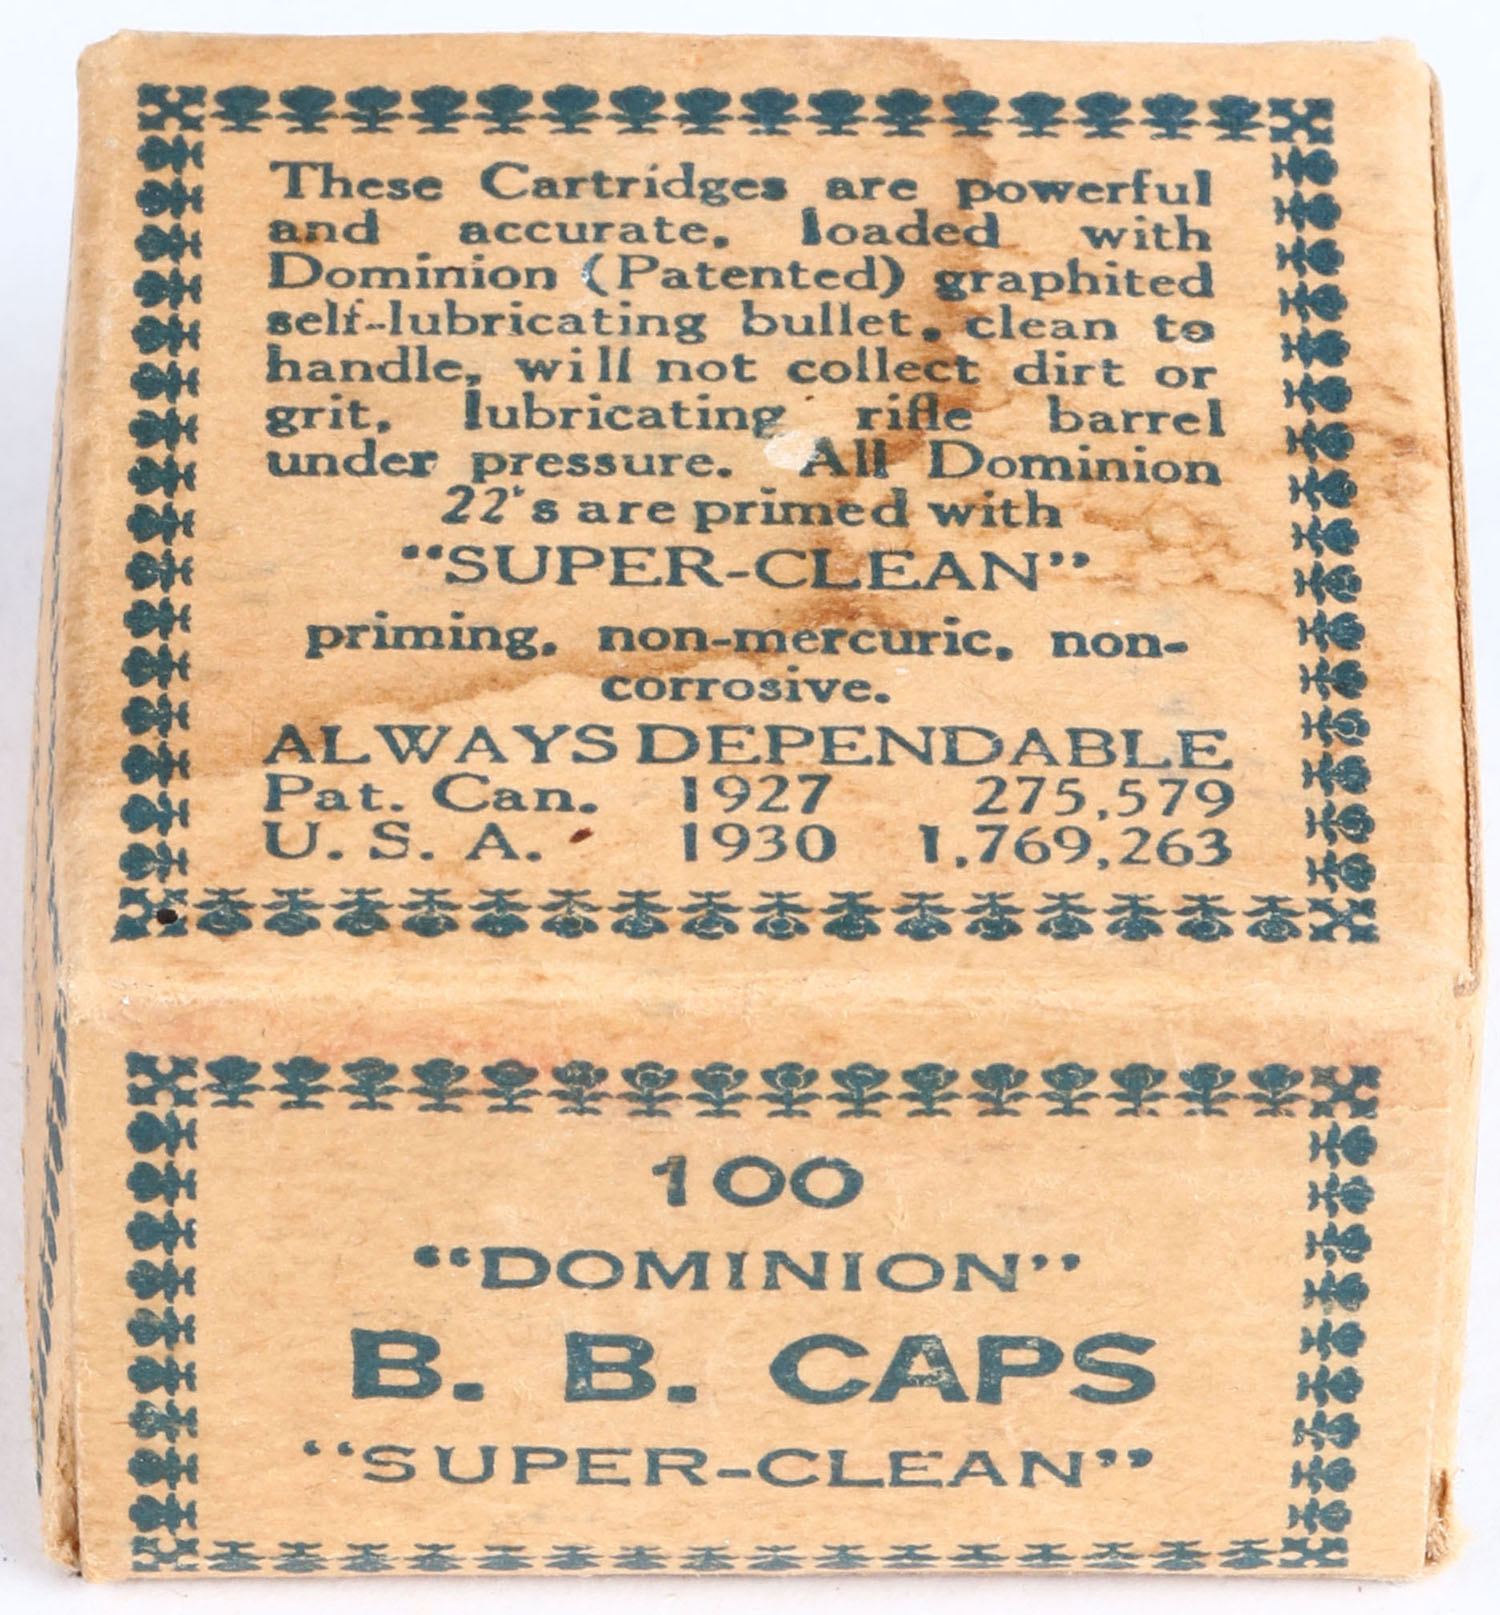 These Cartridges are powerful
and accurate, loaded with
Dominion (Patented) graphited
self-lubricating bullet, clean to
handle, will not collect dirt or
grit, lubricating rifle barrel
under pressure. All Dominion
22's are primed with
"SUPER-CLEAN"
priming, non-mercuric, non-
corrosive.
ALWAYS DEPENDABLE
Pat. Can. 1927 275,579
U. S. A. 1930 1,769,263
100
"DOMINION"
B. B. CAPS
"SUPER-CLEAN"